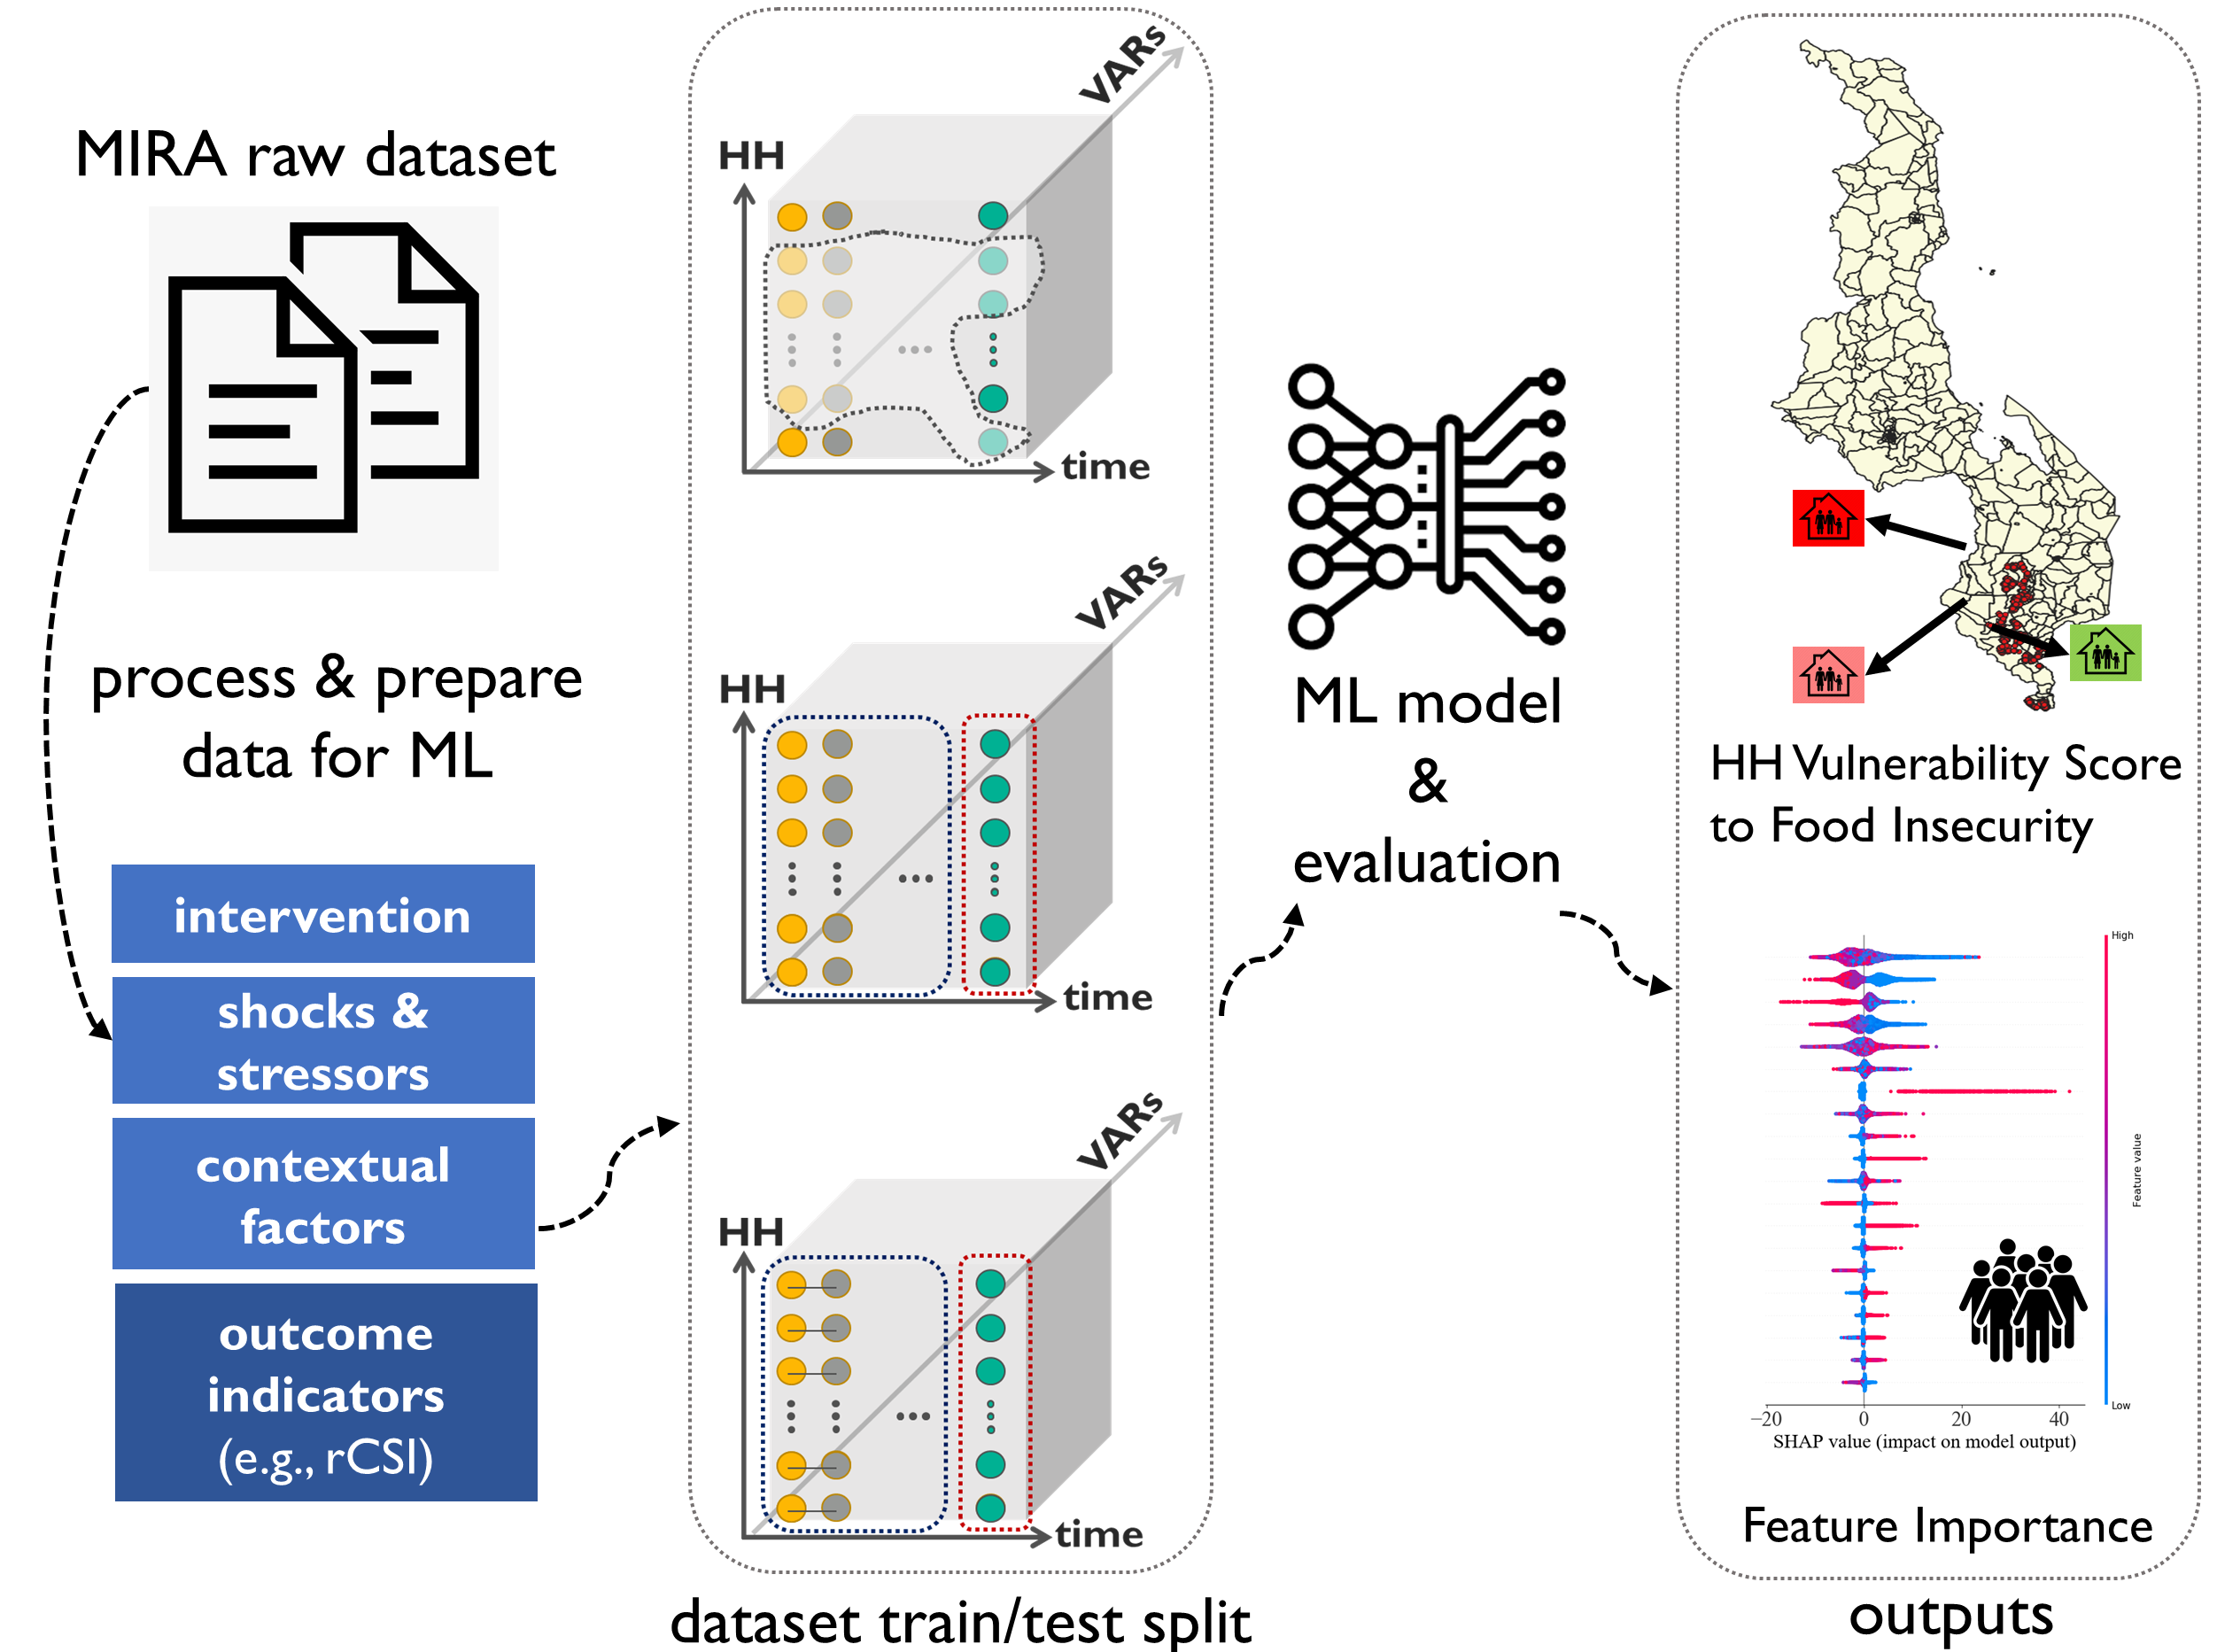 MIRA raw dataset
process & prepare
data for ML
intervention
shocks &
stressors
contextual
factors
outcome
indicators
(e.g., rCSI)
VARs
HH
time
VARs
HH
time
VARs
HH
time
dataset train/test split
ML model
&
evaluation
HH Vulnerability Score
to Food Insecurity
High
Feature value
Low
−20 0 20 40
SHAP value (impact on model output)
Feature Importance
outputs